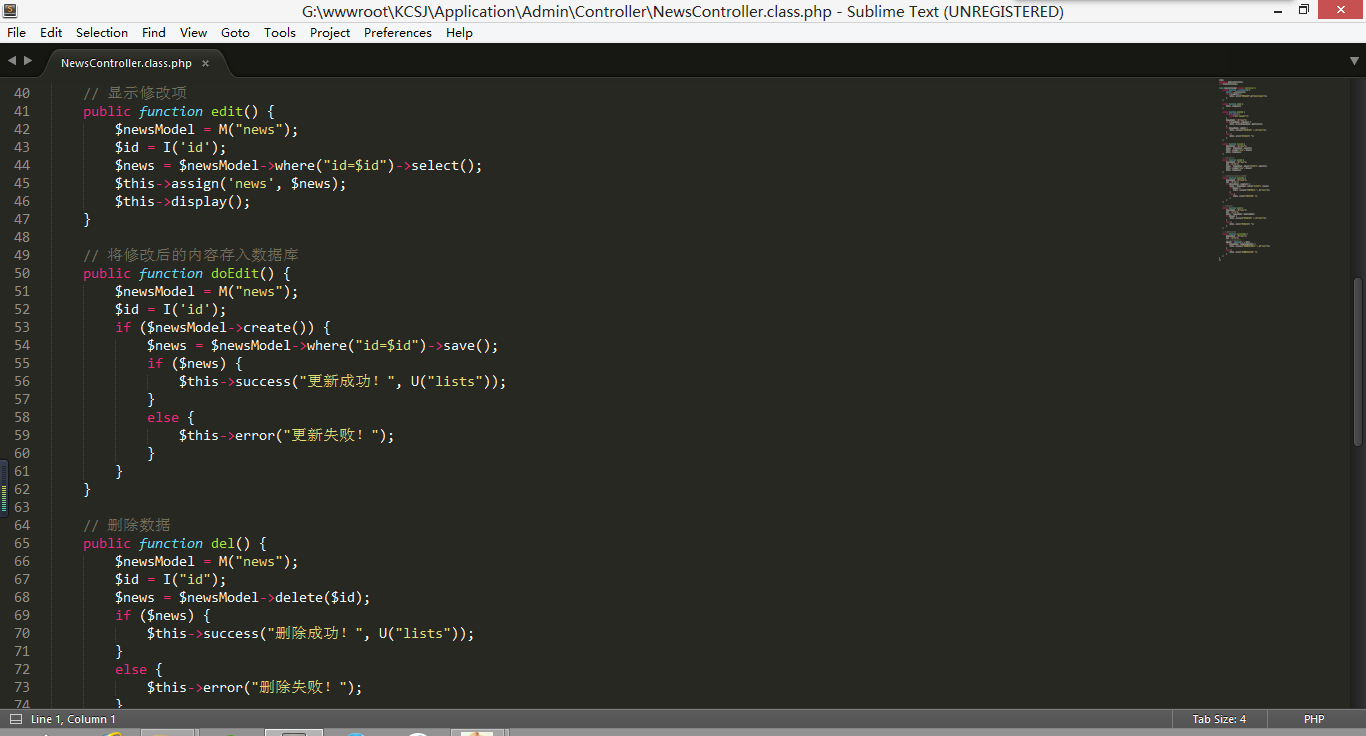 G:\wwwroot\KCSJ\Application\Admin\Controller\NewsController.class.php - Sublime Text (UNREGISTERED)
File Edit Selection Find View Goto Tools Project Preferences Help
NewsController.class.php ×
40 // 显示修改项
41 public function edit() {
42 $newsModel = M("news");
43 $id = I('id');
44 $news = $newsModel->where("id=$id")->select();
45 $this->assign('news', $news);
46 $this->display();
47 }
48
49 // 将修改后的内容存入数据库
50 public function doEdit() {
51 $newsModel = M("news");
52 $id = I('id');
53 if ($newsModel->create()) {
54 $news = $newsModel->where("id=$id")->save();
55 if ($news) {
56 $this->success("更新成功！", U("lists"));
57 }
58 else {
59 $this->error("更新失败！");
60 }
61 }
62 }
63
64 // 删除数据
65 public function del() {
66 $newsModel = M("news");
67 $id = I("id");
68 $news = $newsModel->delete($id);
69 if ($news) {
70 $this->success("删除成功！", U("lists"));
71 }
72 else {
73 $this->error("删除失败！");
74 }
Line 1, Column 1 Tab Size: 4 PHP